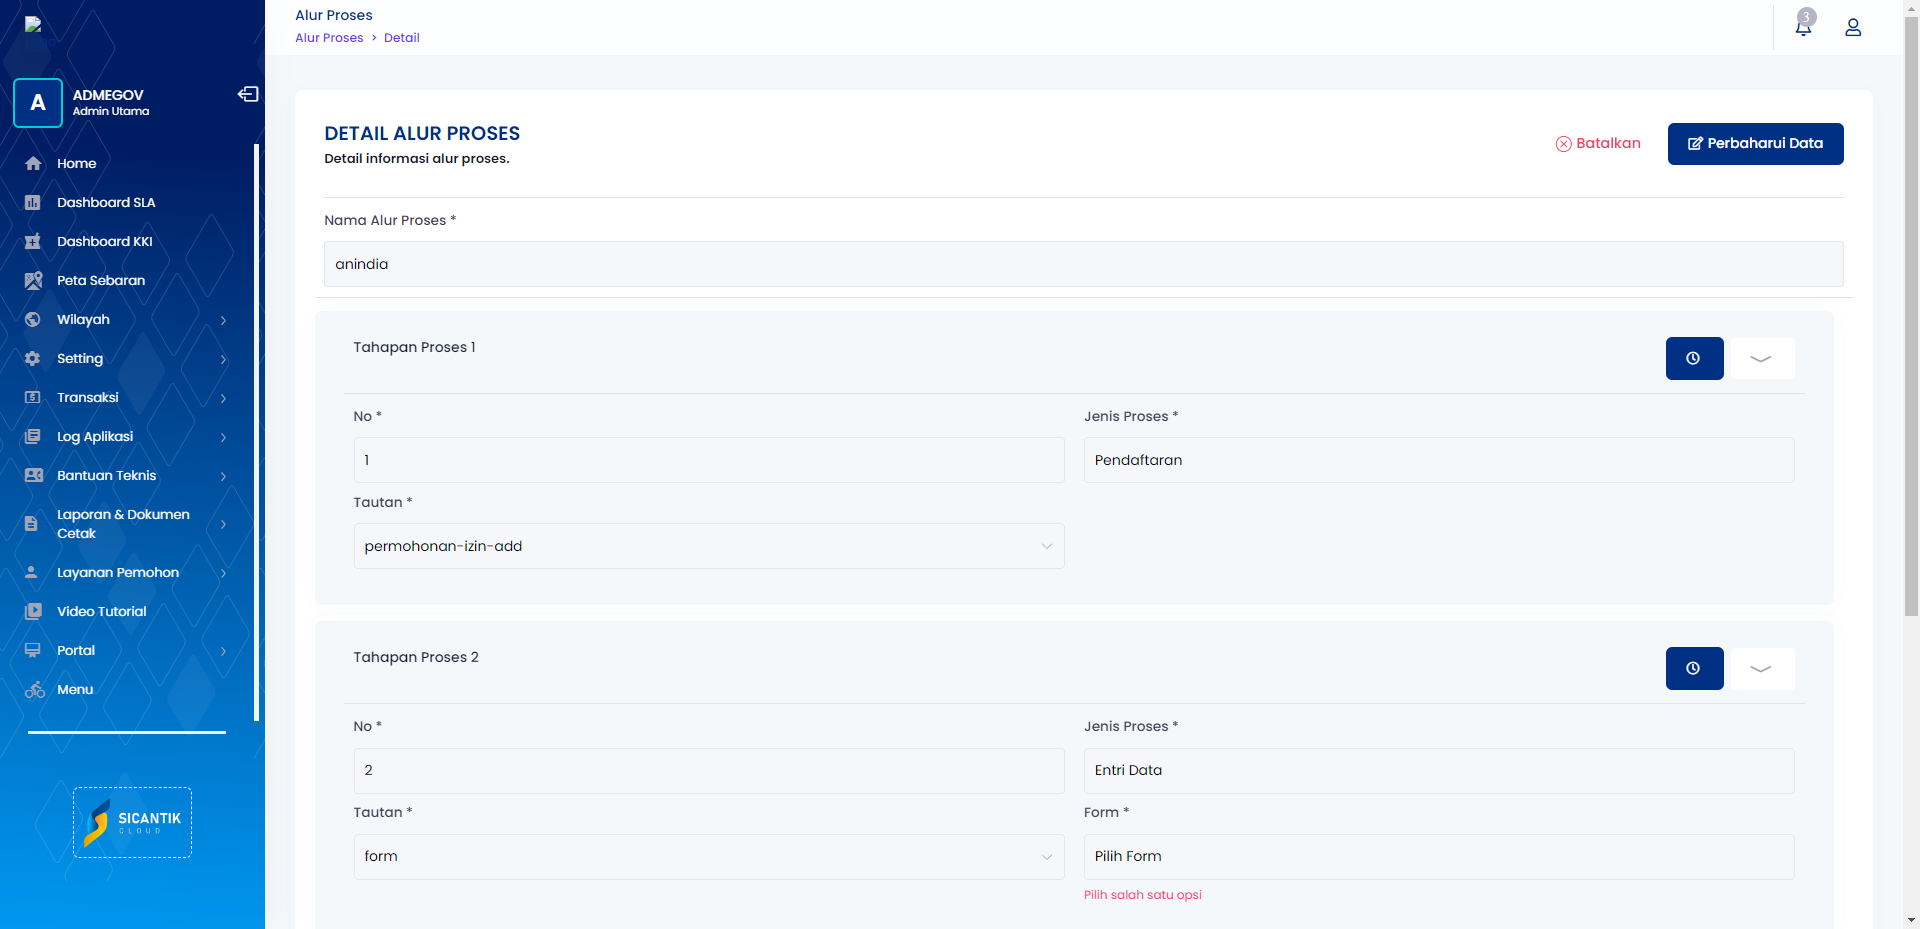 A
ADMEGOV
Admin Utama
Home
Dashboard SLA
Dashboard KKI
Peta Sebaran
Wilayah
Setting
Transaksi
Log Aplikasi
Bantuan Teknis
Laporan & Dokumen
Cetak
Layanan Pemohon
Video Tutorial
Portal
Menu
SICANTIK
CLOUD
Alur Proses
Alur Proses > Detail
3
DETAIL ALUR PROSES
Detail informasi alur proses.
Batalkan
Perbaharui Data
Nama Alur Proses *
anindia
Tahapan Proses 1
No *
Jenis Proses *
1
Pendaftaran
Tautan *
permohonan-izin-add
Tahapan Proses 2
No *
Jenis Proses *
2
Entri Data
Tautan *
Form *
form
Pilih Form
Pilih salah satu opsi